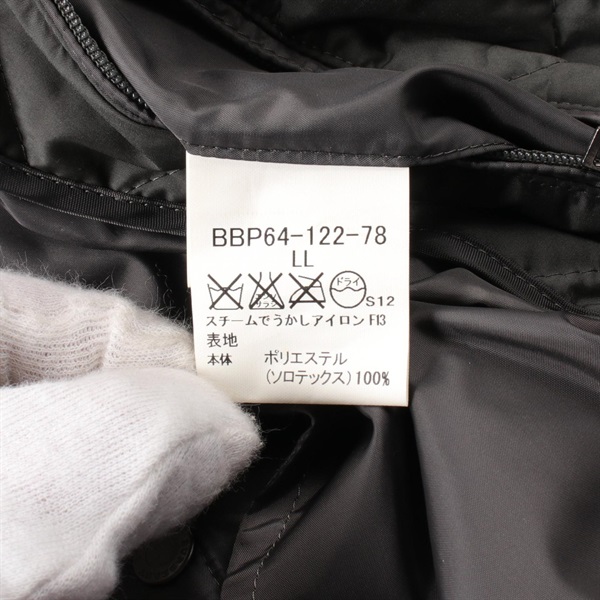 BBP64-122-78
LL
ドライ
S12
スチームでうかしアイロン F13
表地
本体 ポリエステル
(ソロテックス) 100%